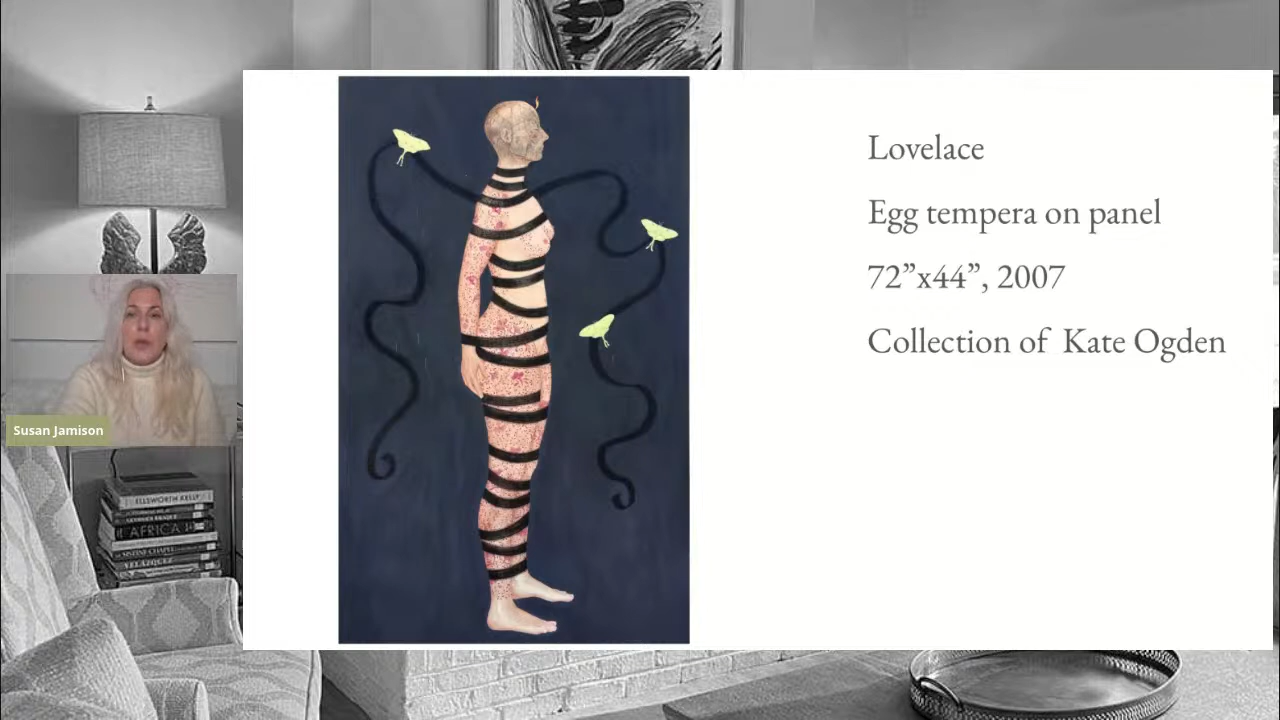 Lovelace
Egg tempera on panel
72”x44”, 2007
Collection of Kate Ogden
Susan Jamison
ELLSWORTH KELLY
AFRICA
SISTINE CHAPEL
VELÁZQUEZ